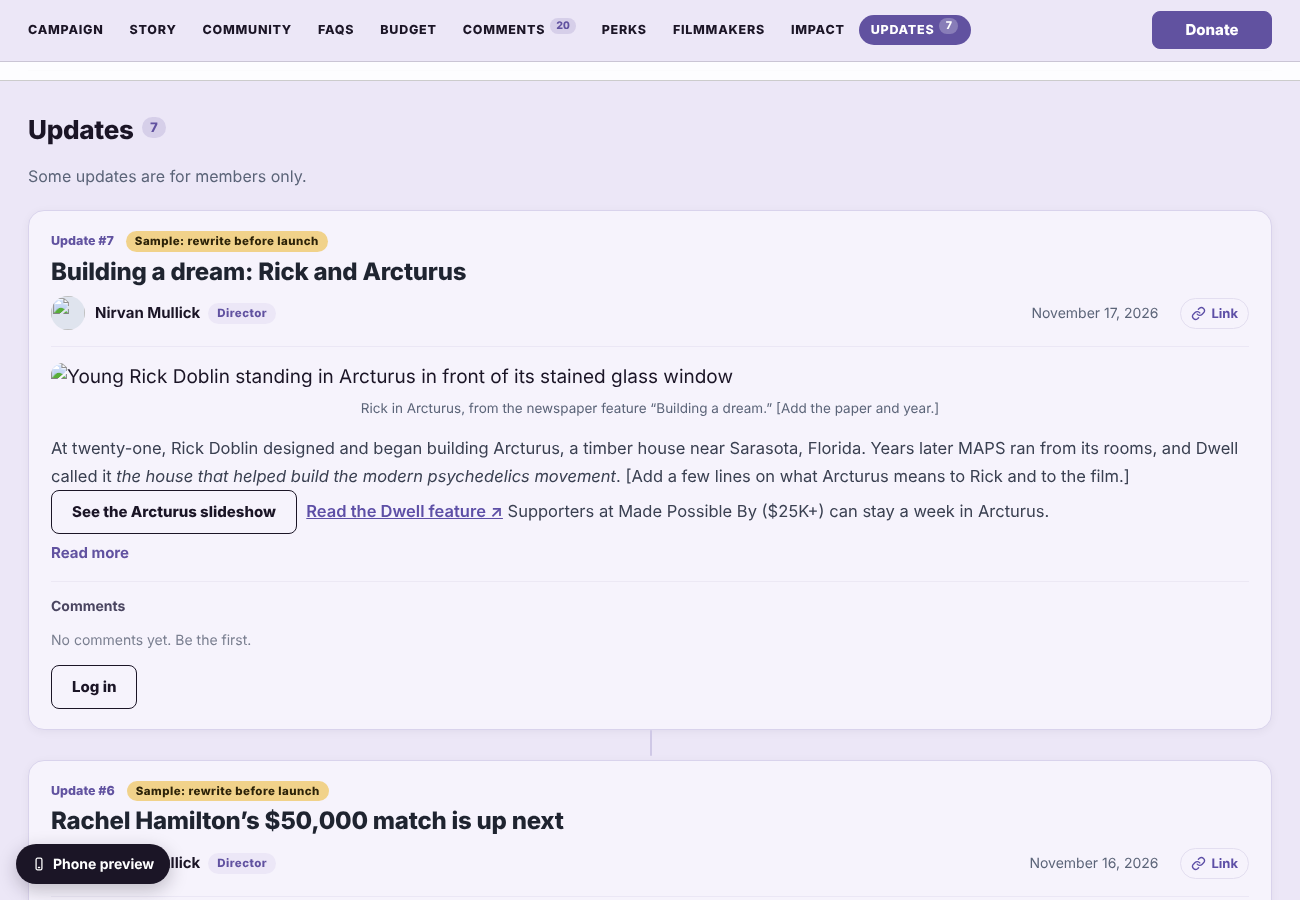 CAMPAIGN STORY COMMUNITY FAQS BUDGET COMMENTS 20 PERKS FILMMAKERS IMPACT UPDATES 7 Donate
Updates 7
Some updates are for members only.
Update #7 Sample: rewrite before launch
Building a dream: Rick and Arcturus
Nirvan Mullick Director November 17, 2026 Link
Young Rick Doblin standing in Arcturus in front of its stained glass window
Rick in Arcturus, from the newspaper feature “Building a dream.” [Add the paper and year.]
At twenty-one, Rick Doblin designed and began building Arcturus, a timber house near Sarasota, Florida. Years later MAPS ran from its rooms, and Dwell
called it the house that helped build the modern psychedelics movement. [Add a few lines on what Arcturus means to Rick and to the film.]
See the Arcturus slideshow Read the Dwell feature ↗ Supporters at Made Possible By ($25K+) can stay a week in Arcturus.
Read more
Comments
No comments yet. Be the first.
Log in
Update #6 Sample: rewrite before launch
Rachel Hamilton’s $50,000 match is up next
Phone preview llick Director November 16, 2026 Link